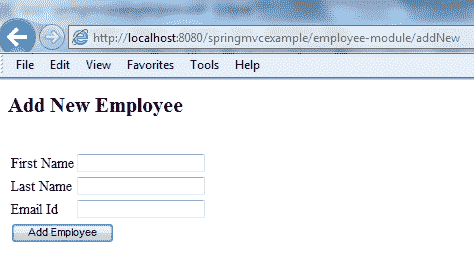 http://localhost:8080/springmvcexample/employee-module/addNew
File Edit View Favorites Tools Help
Add New Employee
First Name
Last Name
Email Id
Add Employee